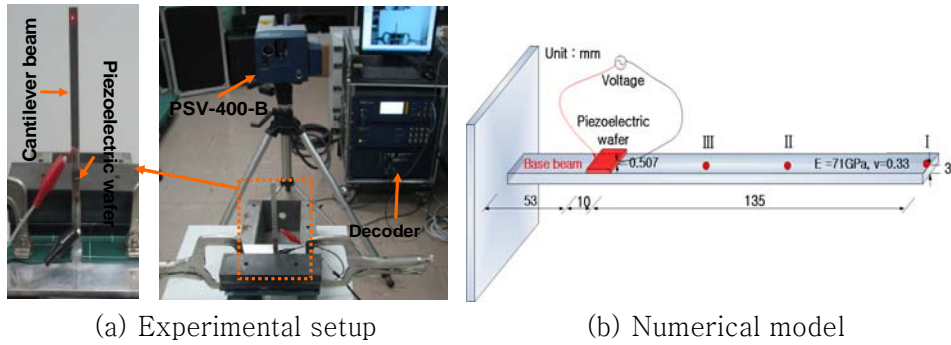 Cantilever beam
Piezoelectric wafer
PSV-400-B
Decoder
Unit : mm
Voltage
Piezoelectric
wafer
III
II
I
Base beam
0.507
E =71GPa, v=0.33
3
53
10
135
(a) Experimental setup
(b) Numerical model